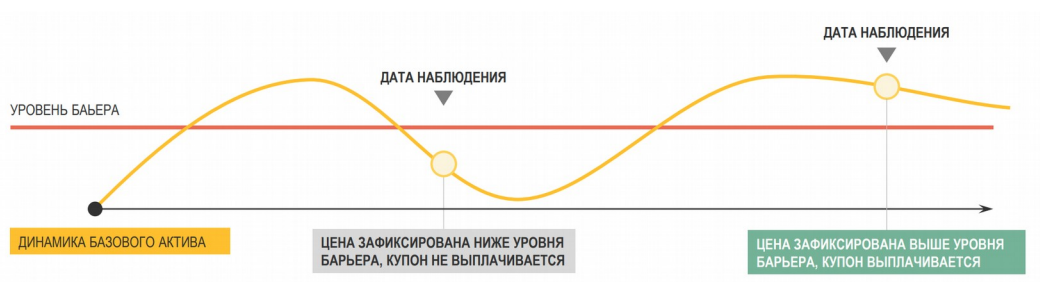 ДАТА НАБЛЮДЕНИЯ
ДАТА НАБЛЮДЕНИЯ
УРОВЕНЬ БАЬЕРА
ДИНАМИКА БАЗОВОГО АКТИВА
ЦЕНА ЗАФИКСИРОВАНА НИЖЕ УРОВНЯ
БАРЬЕРА, КУПОН НЕ ВЫПЛАЧИВАЕТСЯ
ЦЕНА ЗАФИКСИРОВАНА ВЫШЕ УРОВНЯ
БАРЬЕРА, КУПОН ВЫПЛАЧИВАЕТСЯ